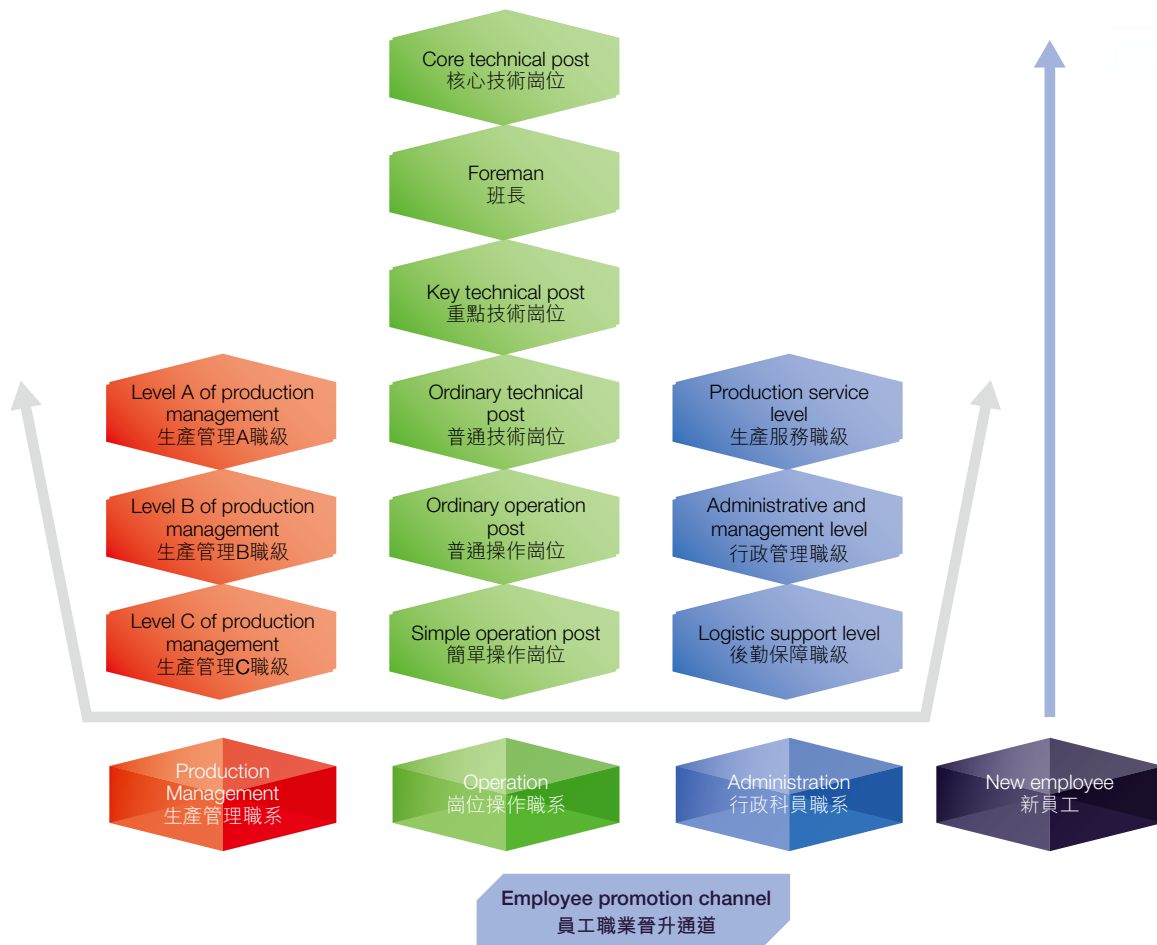 Core technical post
核心技術崗位
Foreman
班長
Key technical post
重點技術崗位
Level A of production
management
生產管理A職級
Ordinary technical
post
普通技術崗位
Production service
level
生產服務職級
Level B of production
management
生產管理B職級
Ordinary operation
post
普通操作崗位
Administrative and
management level
行政管理職級
Level C of production
management
生產管理C職級
Simple operation post
簡單操作崗位
Logistic support level
後勤保障職級
Production
Management
生產管理職系
Operation
崗位操作職系
Administration
行政科員職系
New employee
新員工
Employee promotion channel
員工職業晉升通道